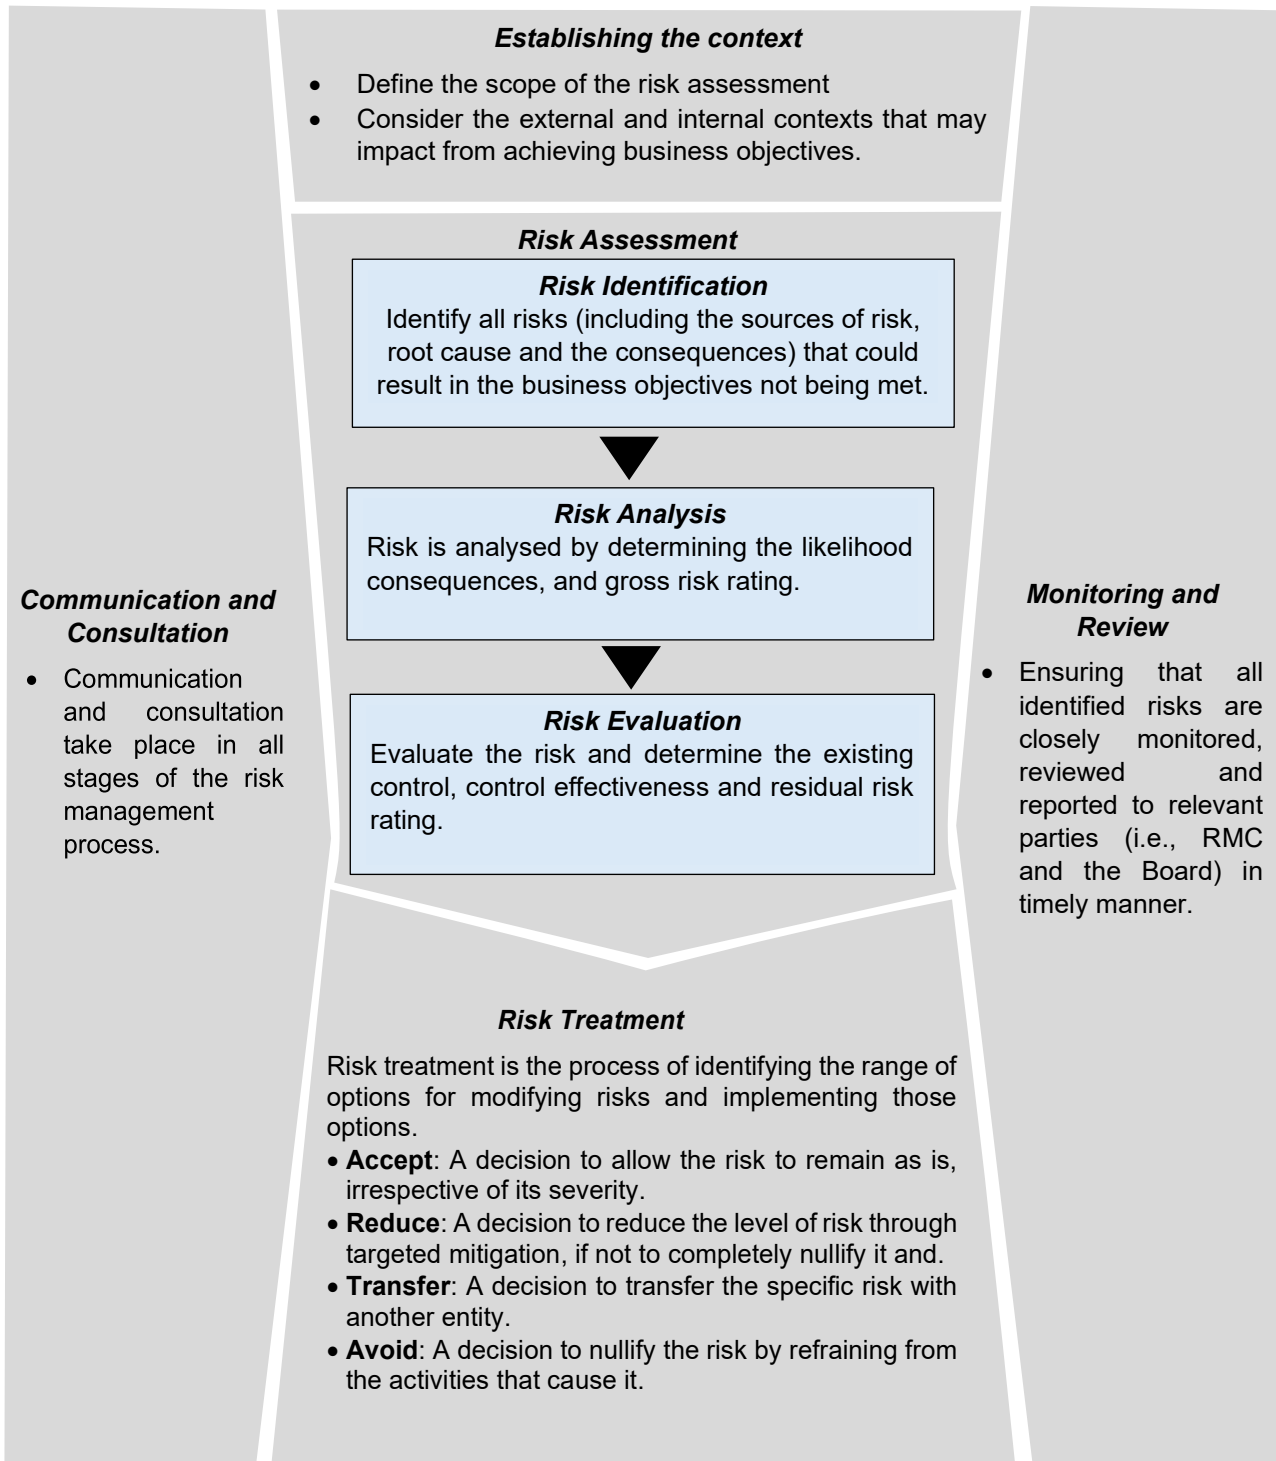 Establishing the context
• Define the scope of the risk assessment
• Consider the external and internal contexts that may
impact from achieving business objectives.
Risk Assessment
Risk Identification
Identify all risks (including the sources of risk,
root cause and the consequences) that could
result in the business objectives not being met.
Risk Analysis
Risk is analysed by determining the likelihood
consequences, and gross risk rating.
Risk Evaluation
Evaluate the risk and determine the existing
control, control effectiveness and residual risk
rating.
Communication and
Consultation
• Communication
and consultation
take place in all
stages of the risk
management
process.
Monitoring and
Review
• Ensuring that all
identified risks are
closely monitored,
reviewed and
reported to relevant
parties (i.e., RMC
and the Board) in
timely manner.
Risk Treatment
Risk treatment is the process of identifying the range of
options for modifying risks and implementing those
options.
• Accept: A decision to allow the risk to remain as is,
irrespective of its severity.
• Reduce: A decision to reduce the level of risk through
targeted mitigation, if not to completely nullify it and.
• Transfer: A decision to transfer the specific risk with
another entity.
• Avoid: A decision to nullify the risk by refraining from
the activities that cause it.